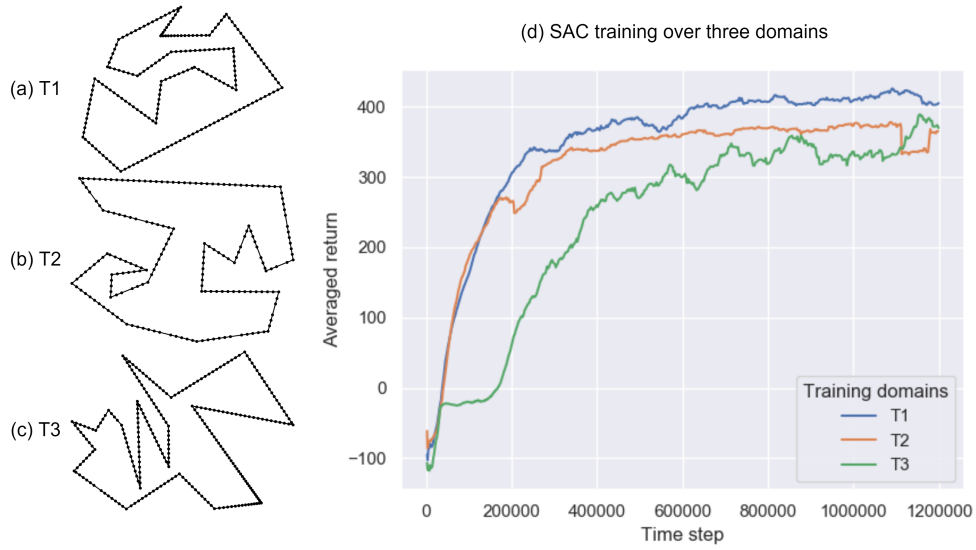 (d) SAC training over three domains
(a) T1
(b) T2
(c) T3
Averaged return
400
300
200
100
0
−100
Training domains
T1
T2
T3
0 200000 400000 600000 800000 1000000 1200000
Time step